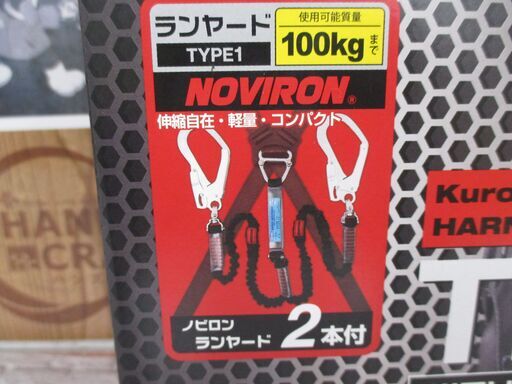 ランヤード
TYPE1
使用可能質量
100kgまで
NOVIRON®
伸縮自在・軽量・コンパクト
ノビロン
ランヤード 2本付
Kuro
HARN
HAN
CR